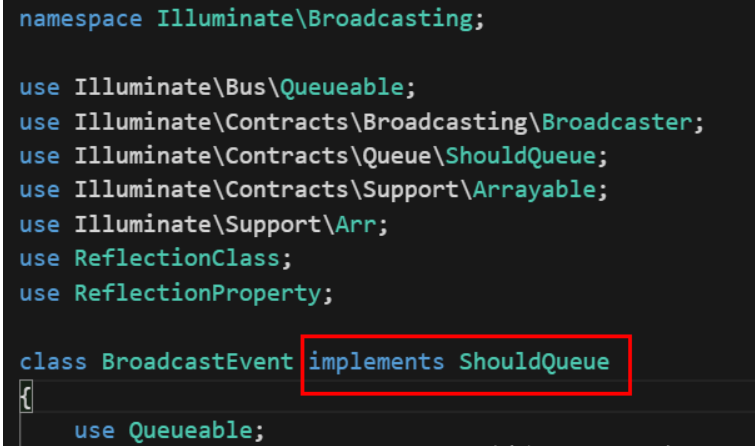 namespace Illuminate\Broadcasting;
use Illuminate\Bus\Queueable;
use Illuminate\Contracts\Broadcasting\Broadcaster;
use Illuminate\Contracts\Queue\ShouldQueue;
use Illuminate\Contracts\Support\Arrayable;
use Illuminate\Support\Arr;
use ReflectionClass;
use ReflectionProperty;
class BroadcastEvent implements ShouldQueue
{
use Queueable;